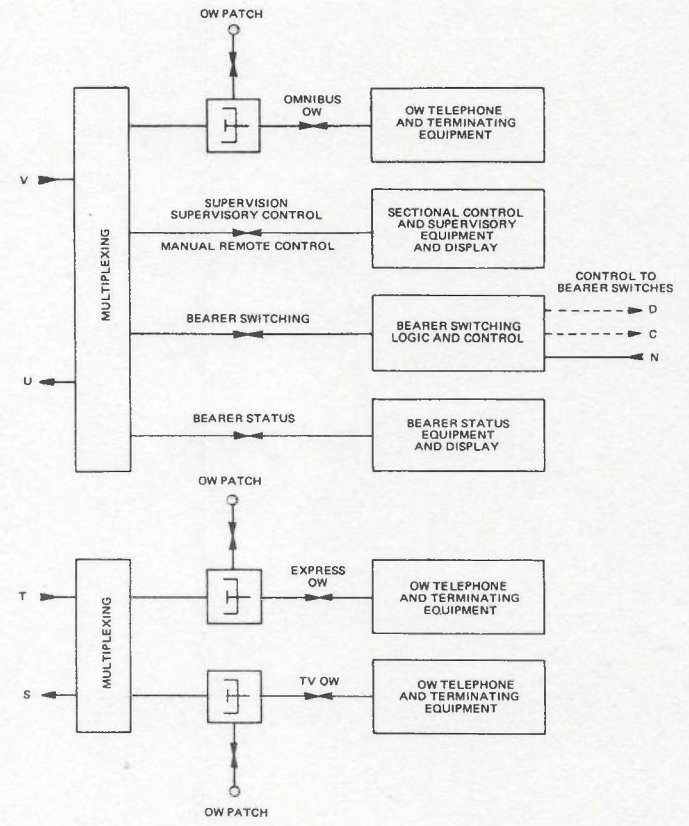 OW PATCH
OMNIBUS
OW
OW TELEPHONE
AND TERMINATING
EQUIPMENT
V
SUPERVISION
SUPERVISORY CONTROL
MANUAL REMOTE CONTROL
SECTIONAL CONTROL
AND SUPERVISORY
EQUIPMENT
AND DISPLAY
MULTIPLEXING
CONTROL TO
BEARER SWITCHES
D
BEARER SWITCHING
BEARER SWITCHING
LOGIC AND CONTROL
C
N
U
BEARER STATUS
BEARER STATUS
EQUIPMENT
AND DISPLAY
OW PATCH
EXPRESS
OW
OW TELEPHONE
AND TERMINATING
EQUIPMENT
T
MULTIPLEXING
S
TV OW
OW TELEPHONE
AND TERMINATING
EQUIPMENT
OW PATCH